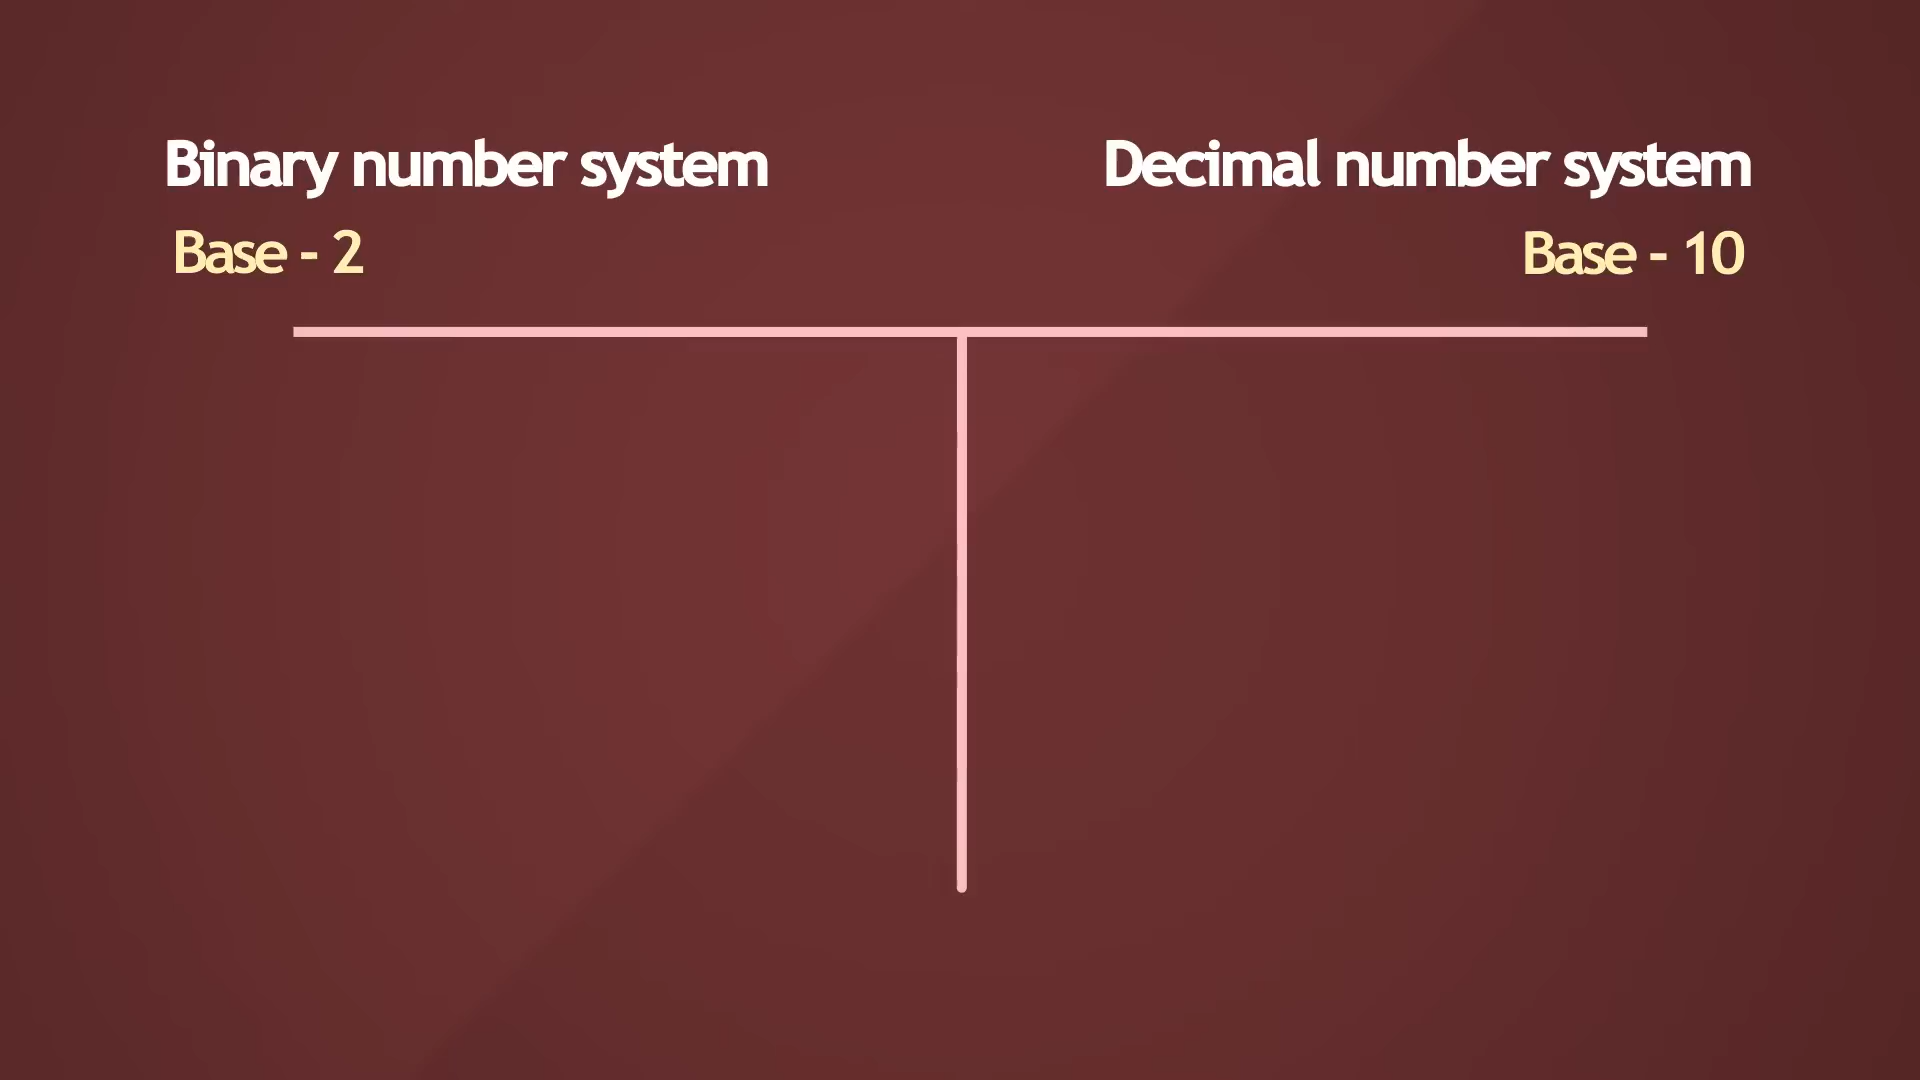 Binary number system
Base - 2
Decimal number system
Base - 10